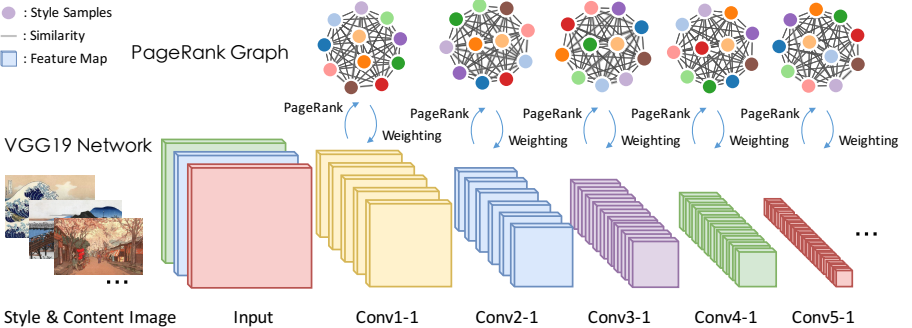 : Style Samples
: Similarity
: Feature Map
PageRank Graph
PageRank
Weighting
PageRank
Weighting
PageRank
Weighting
PageRank
Weighting
PageRank
Weighting
VGG19 Network
...
...
Style & Content Image
Input
Conv1-1
Conv2-1
Conv3-1
Conv4-1
Conv5-1